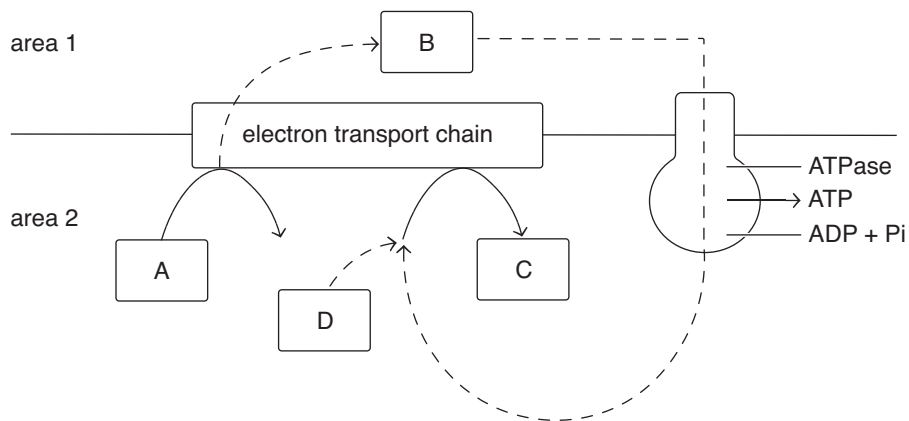 area 1
B
electron transport chain
ATPase
ATP
ADP + Pi
area 2
A
C
D